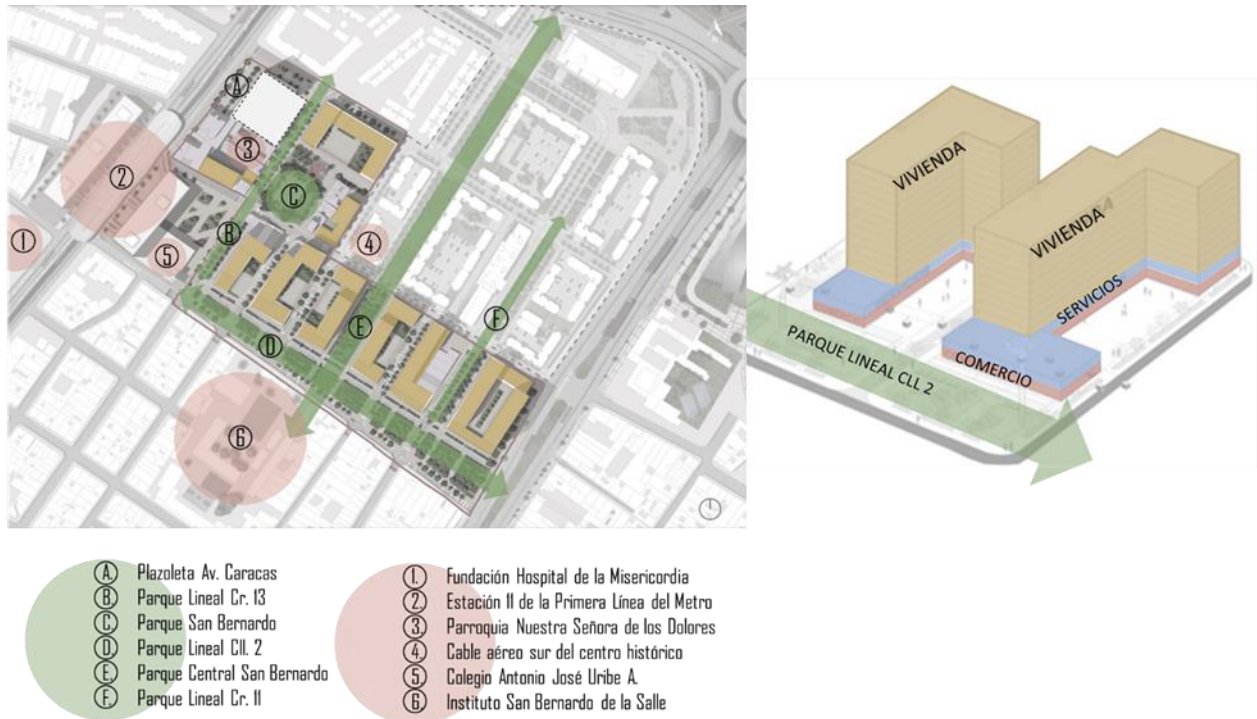 A
3
2
C
1
B
4
5
E
F
D
6
VIVIENDA
VIVIENDA
SERVICIOS
COMERCIO
PARQUE LINEAL CLL 2
A. Plazoleta Av. Caracas
B. Parque Lineal Cr. 13
C. Parque San Bernardo
D. Parque Lineal Cll. 2
E. Parque Central San Bernardo
F. Parque Lineal Cr. 11
1. Fundación Hospital de la Misericordia
2. Estación 11 de la Primera Línea del Metro
3. Parroquia Nuestra Señora de los Dolores
4. Cable aéreo sur del centro histórico
5. Colegio Antonio José Uribe A.
6. Instituto San Bernardo de la Salle